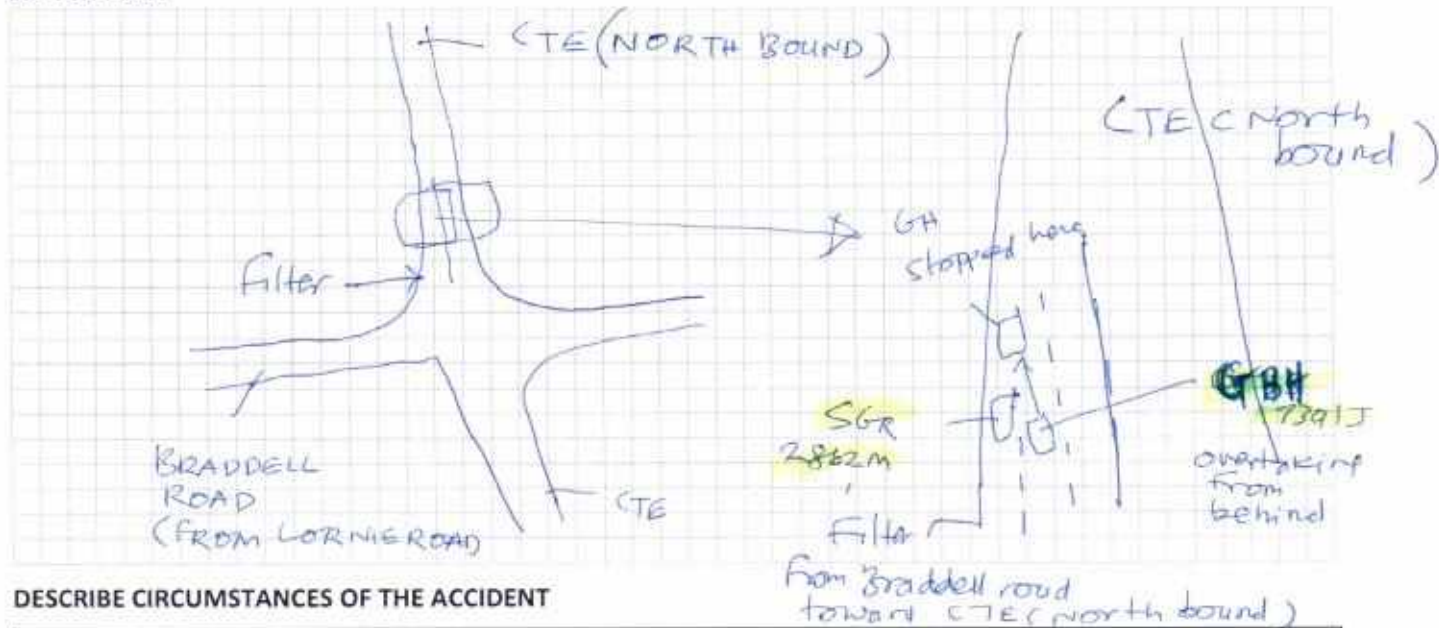 CTE (NORTH BOUND)
Filter
BRADDELL
ROAD
(FROM LORNIE ROAD)
CTE
CTE (North
bound)
GH
stopped here
SGR
2862M
GBH
7391J
overtaking
from
behind
Filter
from Braddell road
toward CTE (North bound)
DESCRIBE CIRCUMSTANCES OF THE ACCIDENT